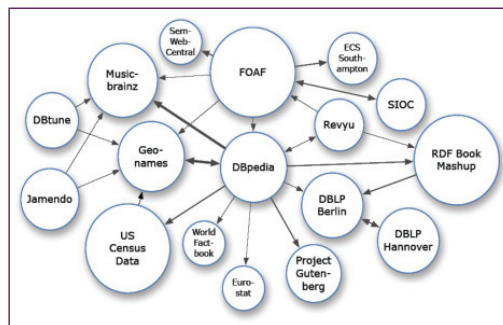 Sem-
Web-
Central
ECS
South-
ampton
Music-
brainz
FOAF
SIOC
DBtune
Revyu
Geo-
names
RDF Book
Mashup
DBpedia
Jamendo
DBLP
Berlin
US
Census
Data
World
Fact-
book
DBLP
Hannover
Project
Guten-
berg
Euro-
stat